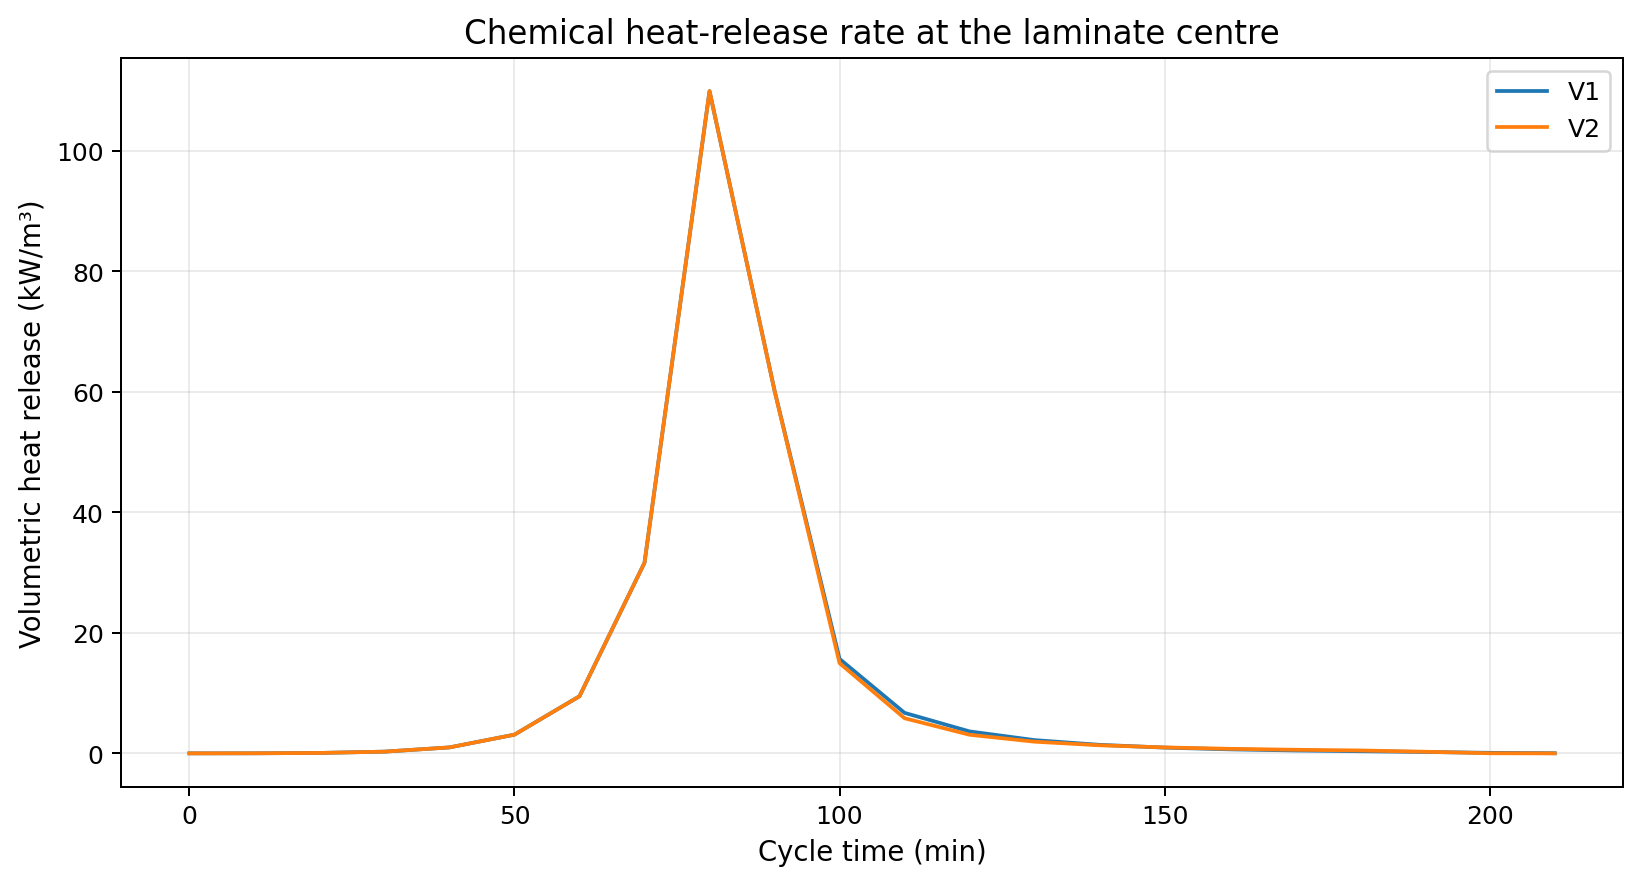 Chemical heat-release rate at the laminate centre
V1
V2
Volumetric heat release (kW/m³)
100
80
60
40
20
0
0
50
100
150
200
Cycle time (min)